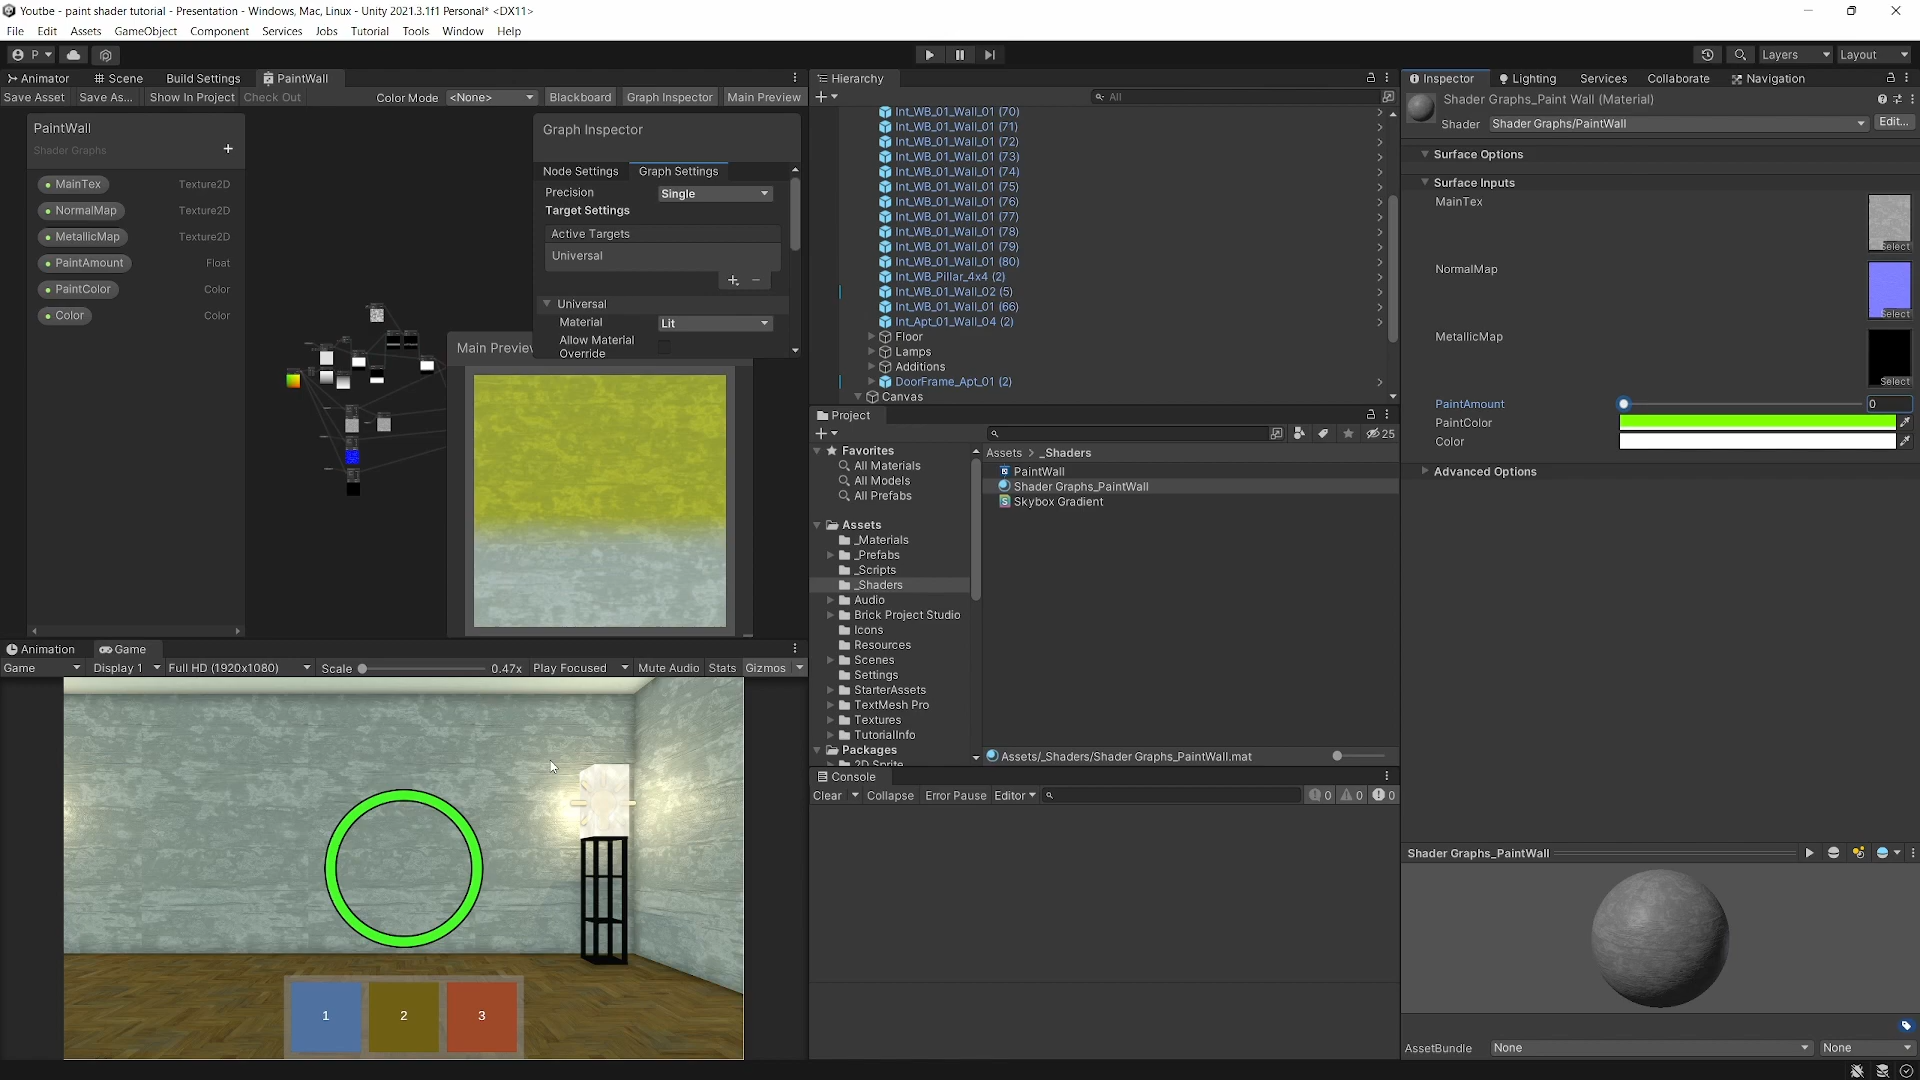 Youtbe - paint shader tutorial - Presentation - Windows, Mac, Linux - Unity 2021.3.1f1 Personal* <DX11>
File Edit Assets GameObject Component Services Jobs Tutorial Tools Window Help
P Layers Layout
Animator Scene Build Settings PaintWall
Save Asset Save As... Show In Project Check Out Color Mode <None> Blackboard Graph Inspector Main Preview
PaintWall
Shader Graphs
+
MainTex Texture2D
NormalMap Texture2D
MetallicMap Texture2D
PaintAmount Float
PaintColor Color
Color Color
Graph Inspector
Node Settings Graph Settings
Precision Single
Target Settings
Active Targets
Universal
Universal
Material Lit
Allow Material
Override
Main Preview
Hierarchy
All
Int_WB_01_Wall_01 (70)
Int_WB_01_Wall_01 (71)
Int_WB_01_Wall_01 (72)
Int_WB_01_Wall_01 (73)
Int_WB_01_Wall_01 (74)
Int_WB_01_Wall_01 (75)
Int_WB_01_Wall_01 (76)
Int_WB_01_Wall_01 (77)
Int_WB_01_Wall_01 (78)
Int_WB_01_Wall_01 (79)
Int_WB_01_Wall_01 (80)
Int_WB_Pillar_4x4 (2)
Int_WB_01_Wall_02 (5)
Int_WB_01_Wall_01 (66)
Int_Apt_01_Wall_04 (2)
Floor
Lamps
Additions
DoorFrame_Apt_01 (2)
Canvas
Project
25
Favorites
All Materials
All Models
All Prefabs
Assets
_Materials
_Prefabs
_Scripts
_Shaders
Audio
Brick Project Studio
Icons
Resources
Scenes
Settings
StarterAssets
TextMesh Pro
Textures
TutorialInfo
Packages
2D Sprite
Assets > _Shaders
PaintWall
Shader Graphs_PaintWall
Skybox Gradient
Assets/_Shaders/Shader Graphs_PaintWall.mat
Console
Clear Collapse Error Pause Editor 0 0 0
Inspector Lighting Services Collaborate Navigation
Shader Graphs_Paint Wall (Material)
Shader Shader Graphs/PaintWall Edit...
Surface Options
Surface Inputs
MainTex
Select
NormalMap
Select
MetallicMap
Select
PaintAmount 0
PaintColor
Color
Advanced Options
Shader Graphs_PaintWall
AssetBundle None None
Animation Game
Game Display 1 Full HD (1920x1080) Scale 0.47x Play Focused Mute Audio Stats Gizmos
1 2 3